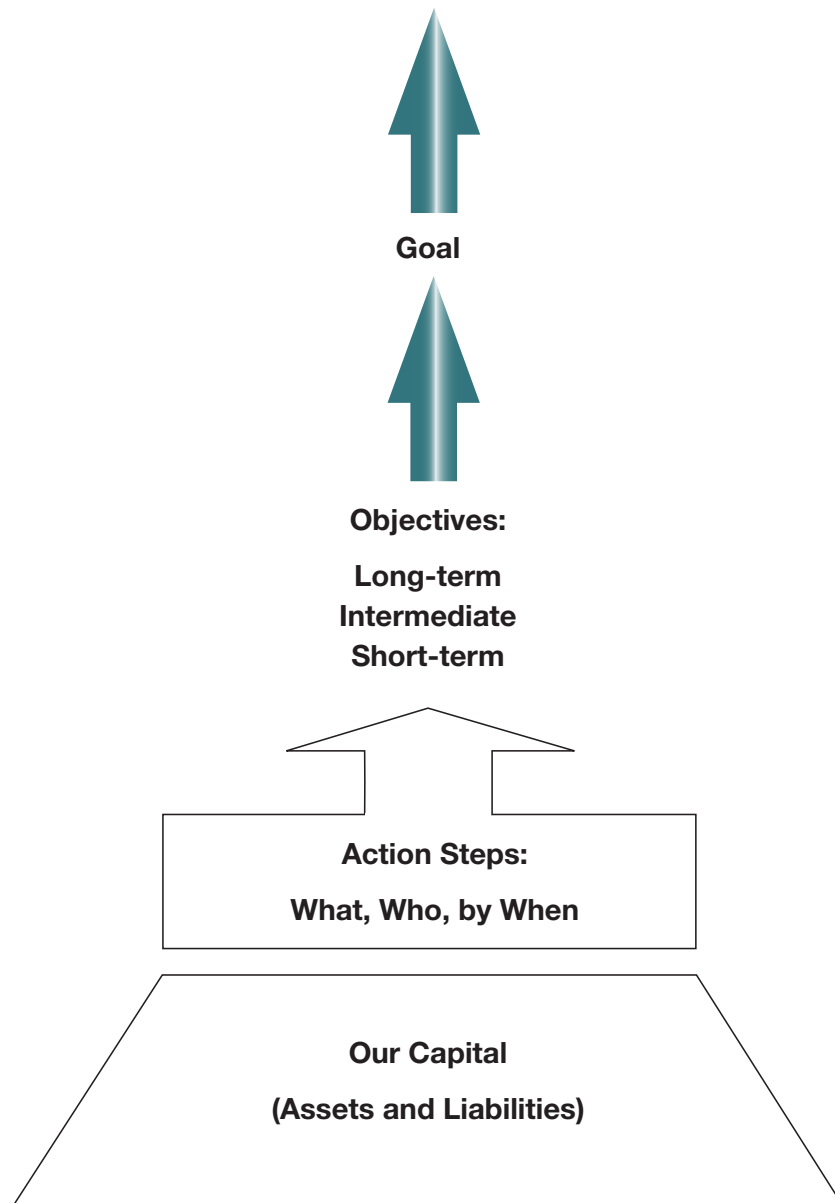 Goal
Objectives:
Long-term
Intermediate
Short-term
Action Steps:
What, Who, by When
Our Capital
(Assets and Liabilities)